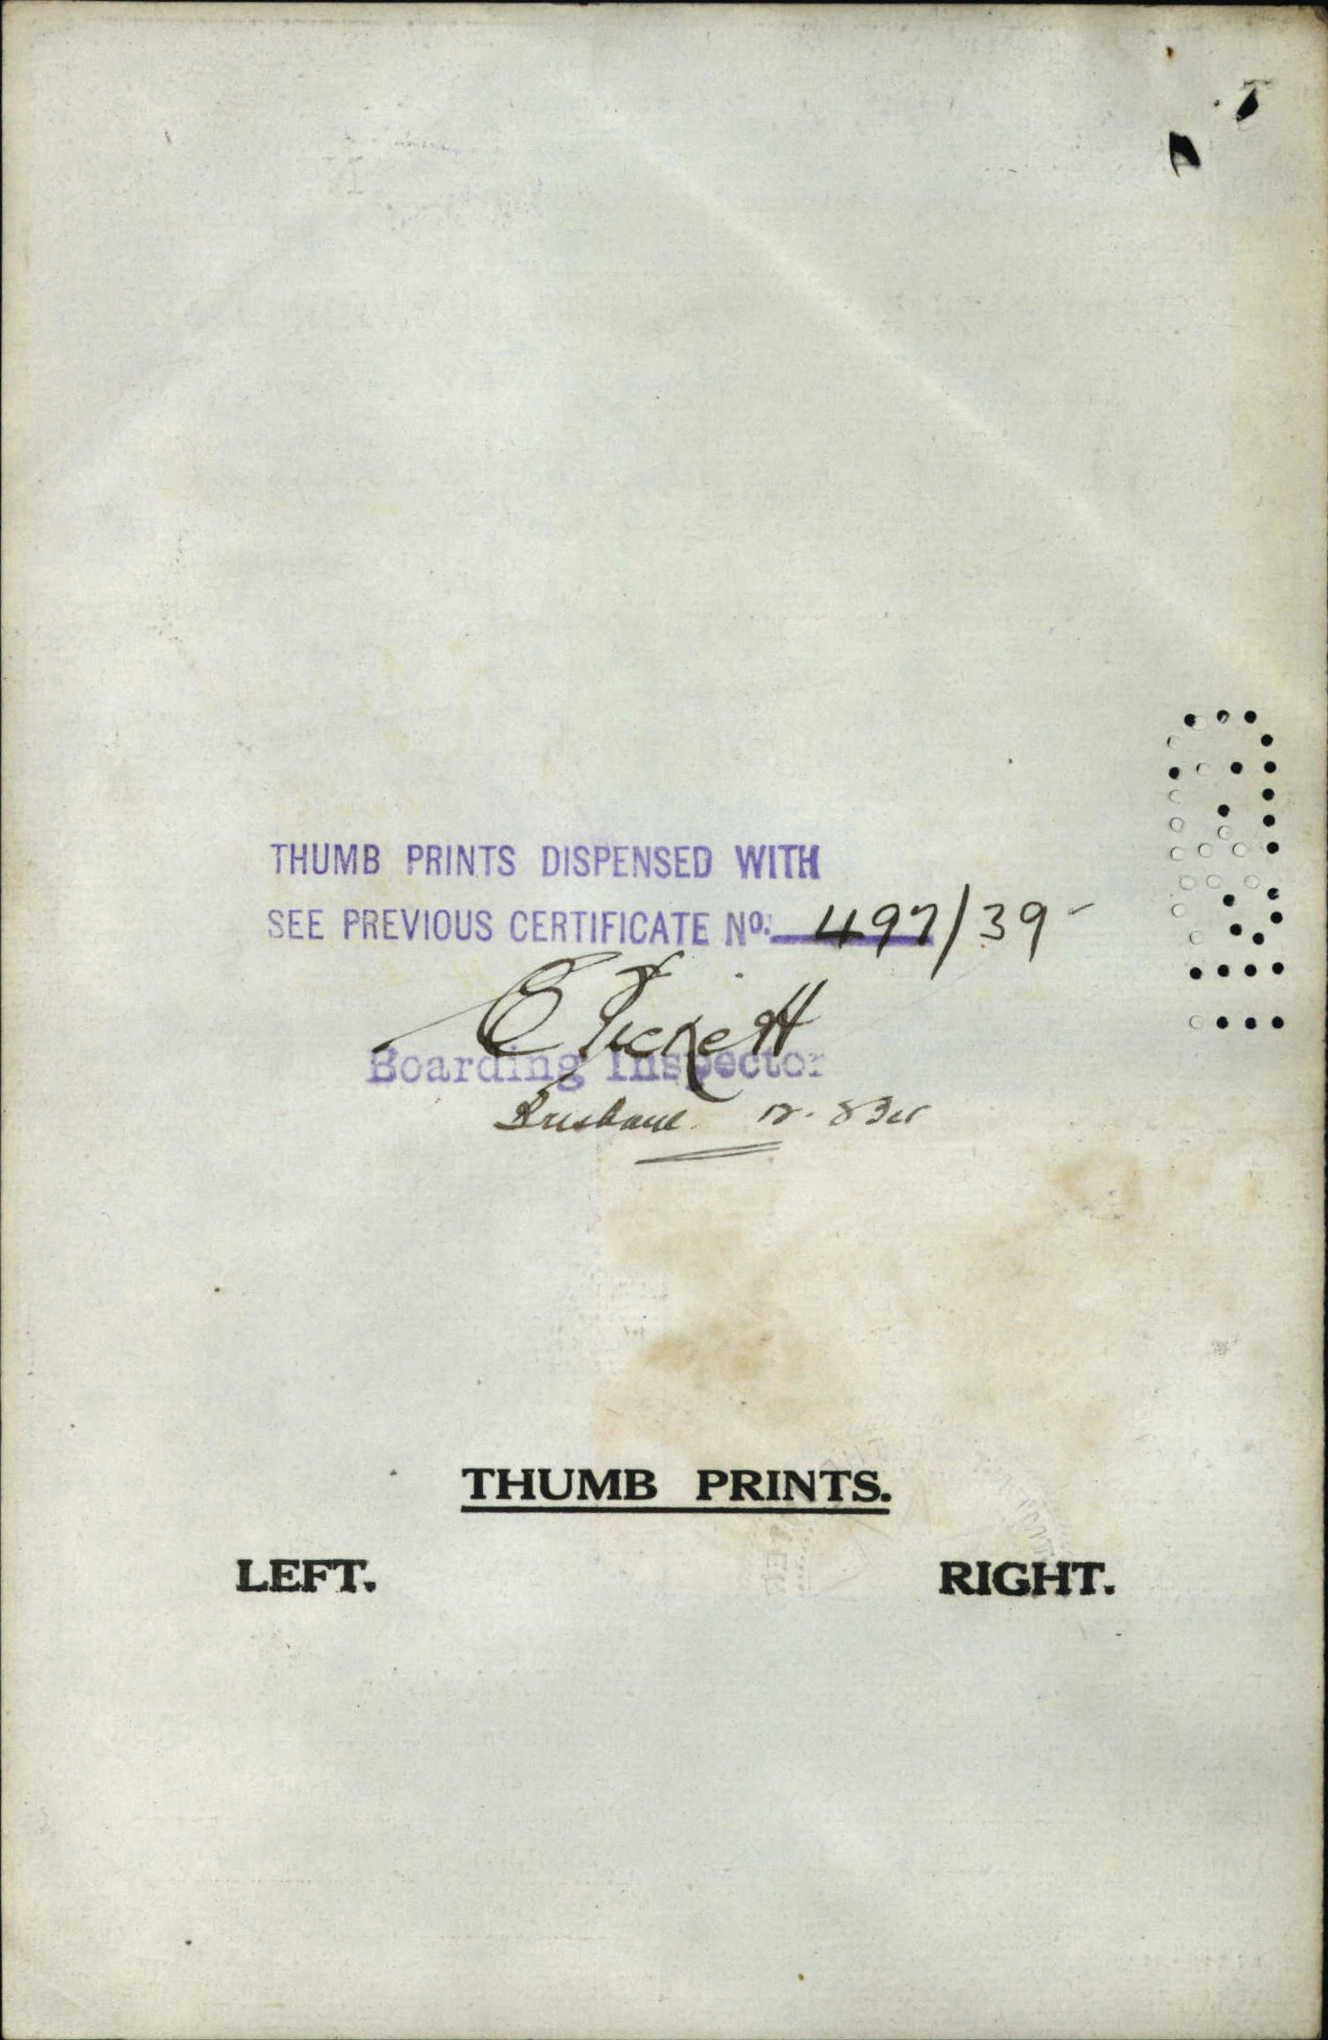 THUMB PRINTS DISPENSED WITH
SEE PREVIOUS CERTIFICATE No. 497/39
Boarding Inspector
Brisbane
THUMB PRINTS.
LEFT.
RIGHT.